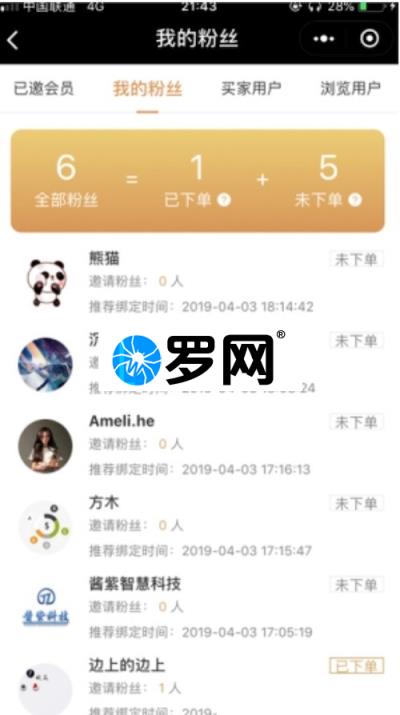 中国联通 4G 21:43 28%
我的粉丝
已邀会员 我的粉丝 买家用户 浏览用户
6 = 1 + 5
全部粉丝 已下单 ? 未下单 ?
熊猫 未下单
邀请粉丝： 0 人
推荐绑定时间： 2019-04-03 18:14:42
未下单
罗网®
24
Ameli.he 未下单
邀请粉丝： 0 人
推荐绑定时间： 2019-04-03 17:16:13
方木 未下单
邀请粉丝： 0 人
推荐绑定时间： 2019-04-03 17:15:47
酱紫智慧科技 未下单
邀请粉丝： 0 人
推荐绑定时间： 2019-04-03 17:05:19
边上的边上 已下单
邀请粉丝： 1 人
推荐绑定时间： 2019-